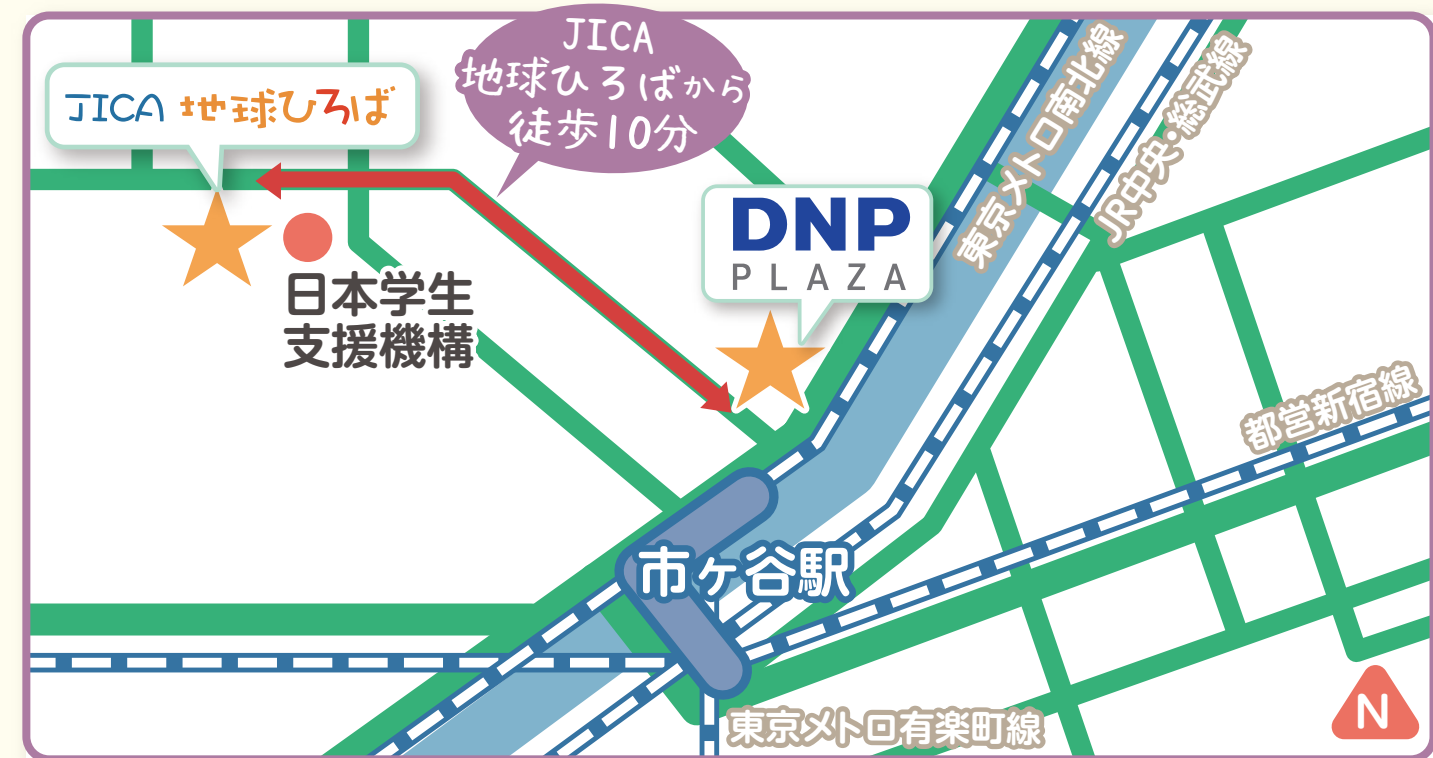 JICA
地球ひろばから
徒歩10分
JICA 地球ひろば
東京メトロ南北線
JR中央・総武線
DNP
PLAZA
日本学生
支援機構
都営新宿線
市ヶ谷駅
東京メトロ有楽町線
N